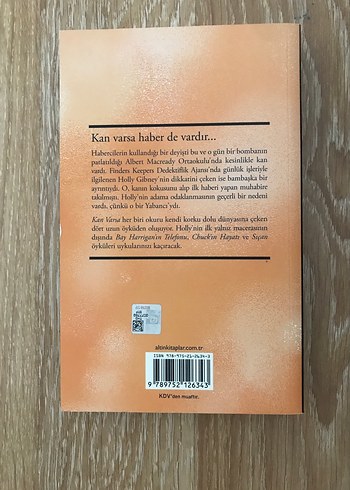 Kan varsa haber de vardır...
Habercilerin kullandığı bir deyişti bu ve o gün bir bombanın
patlatıldığı Albert Macready Ortaokulu'nda kesinlikle kan
vardı. Finders Keepers Dedektiflik Ajansı'nda günlük işleriyle
ilgilenen Holly Gibney'nin dikkatini çeken ise bambaşka bir
ayrıntıydı. O, kanın kokusunu alıp ilk haberi yapan muhabire
takılmıştı. Holly'nin adama odaklanmasının geçerli bir nedeni
vardı, çünkü o bir Yabancı'ydı.
Kan Varsa her biri okuru kendi korku dolu dünyasına çeken
dört uzun öyküden oluşuyor. Holly'nin ilk yalnız macerasının
dışında Bay Harrigan'ın Telefonu, Chuck'ın Hayatı ve Sıçan
öyküleri uykularınızı kaçıracak.
altinkitaplar.com.tr
ISBN 978-975-21-2634-3
9 789752 126343
KDV'den muaftır.